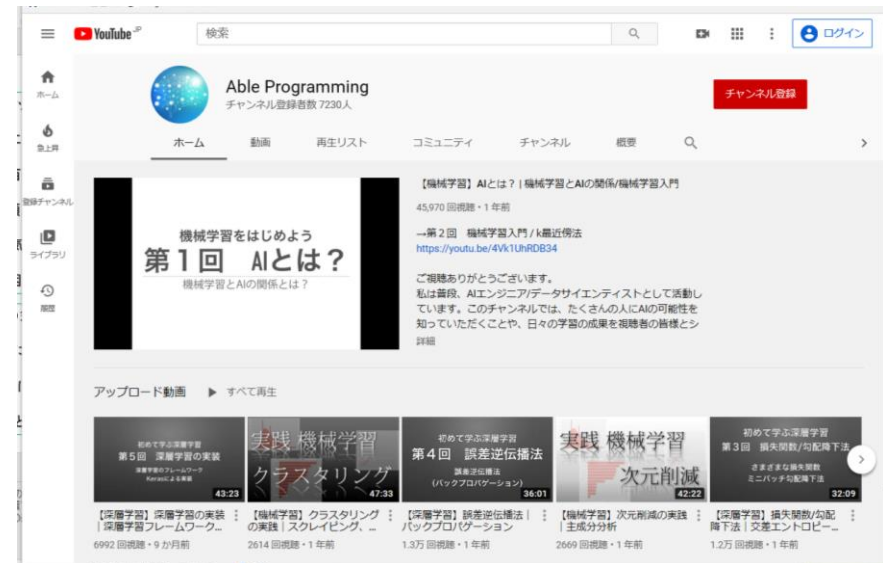 YouTube JP
検索
ログイン
ホーム
急上昇
登録チャンネル
ライブラリ
履歴
Able Programming
チャンネル登録者数 7230人
チャンネル登録
ホーム 動画 再生リスト コミュニティ チャンネル 概要
機械学習をはじめよう
第1回 AIとは?
機械学習とAIの関係とは?
【機械学習】AIとは? | 機械学習とAIの関係/機械学習入門
45,970 回視聴・1 年前
→第2回 機械学習入門 / k最近傍法
https://youtu.be/4Vk1UhRDB34
ご視聴ありがとうございます。
私は普段、AIエンジニア/データサイエンティストとして活動し
ています。このチャンネルでは、たくさんの人にAIの可能性を
知っていただくことや、日々の学習の成果を視聴者の皆様とシ
詳細
アップロード動画 ▶ すべて再生
初めて学ぶ深層学習
第5回 深層学習の実装
深層学習のフレームワーク
Kerasによる実装
43:23
【深層学習】深層学習の実装
| 深層学習フレームワーク...
6992 回視聴・9 か月前
実践 機械学習
クラスタリング
47:33
【機械学習】クラスタリング
の実践 | スクレイピング、...
2614 回視聴・1 年前
初めて学ぶ深層学習
第4回 誤差逆伝播法
誤差逆伝播法
(バックプロパゲーション)
36:01
【深層学習】誤差逆伝播法 |
バックプロパゲーション
1.3万 回視聴・1 年前
実践 機械学習
次元削減
42:22
【機械学習】次元削減の実践
| 主成分分析
2669 回視聴・1 年前
初めて学ぶ深層学習
第3回 損失関数/勾配降下法
さまざまな損失関数
ミニバッチ勾配降下法
32:09
【深層学習】損失関数/勾配
降下法 | 交差エントロピー...
1.2万 回視聴・1 年前